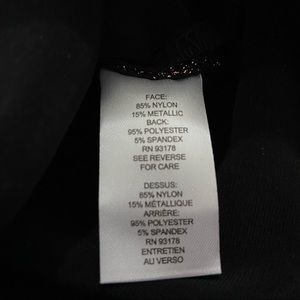 FACE:
85% NYLON
15% METALLIC
BACK:
95% POLYESTER
5% SPANDEX
RN 93178
SEE REVERSE
FOR CARE
DESSUS:
85% NYLON
15% MÉTALLIQUE
ARRIÈRE:
95% POLYESTER
5% SPANDEX
RN 93178
ENTRETIEN
AU VERSO